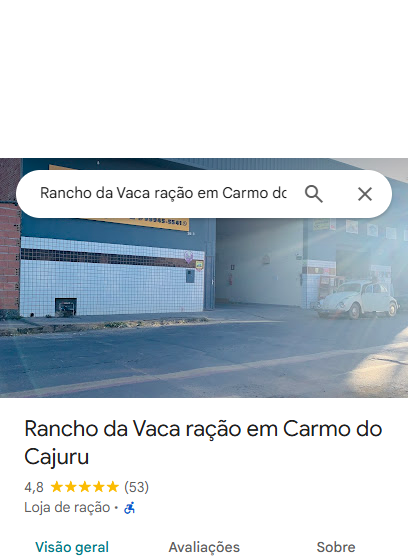 Rancho da Vaca ração em Carmo do
Rancho da Vaca ração em Carmo do
Cajuru
4,8 (53)
Loja de ração ·
Visão geral
Avaliações
Sobre